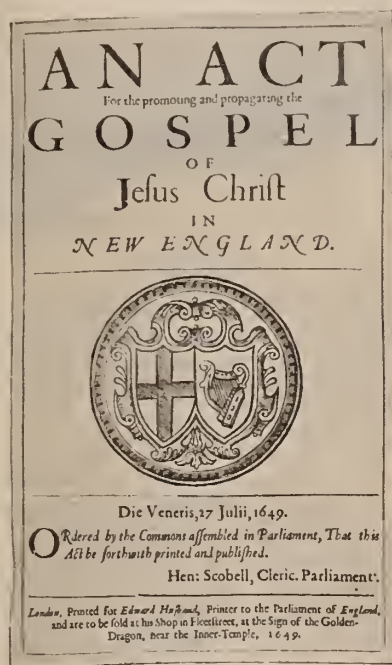 AN ACT
For the promoting and propagating the
GOSPEL
OF
Jeſus Chriſt
IN
NEW ENGLAND.
Die Veneris, 27 Julii, 1649.
ORdered by the Commons aſſembled in Parliament, That this
Act be forthwith printed and publiſhed.
Hen: Scobell, Cleric. Parliament'.
London, Printed for Edward Huſband, Printer to the Parliament of England,
and are to be ſold at his Shop in Fleetſtreet, at the Sign of the Golden-
Dragon, near the Inner-Temple, 1649.